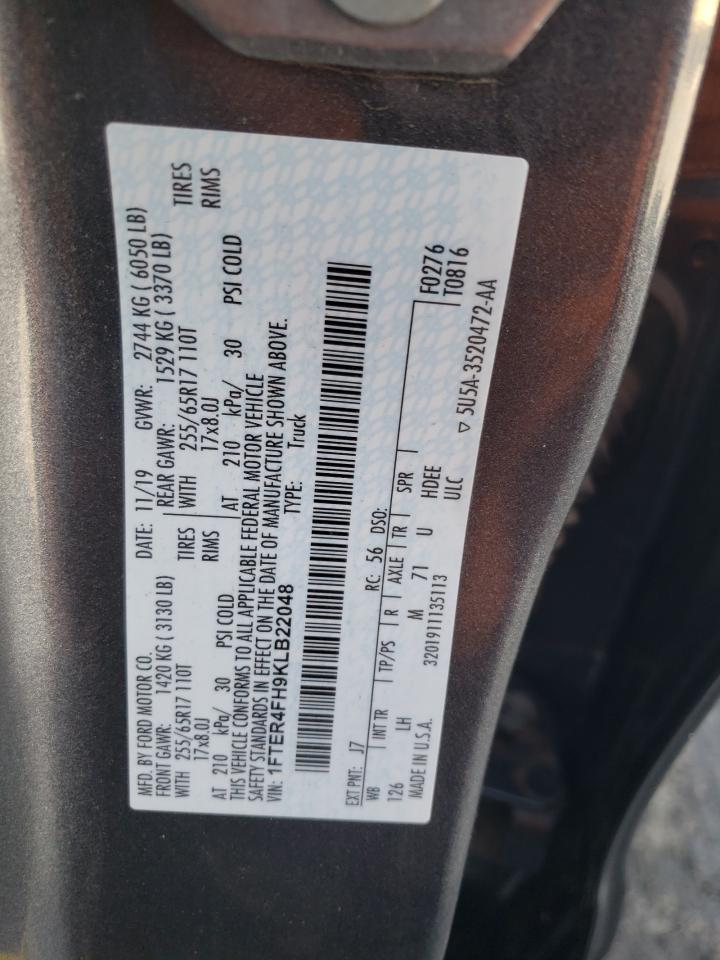 MFD. BY FORD MOTOR CO. DATE: 11/19 GVWR: 2744 KG ( 6050 LB)
FRONT GAWR: 1420 KG ( 3130 LB) REAR GAWR: 1529 KG ( 3370 LB)
WITH 255/65R17 110T TIRES WITH 255/65R17 110T TIRES
17x8.0J RIMS 17x8.0J RIMS
AT 210 kPa/ 30 PSI COLD AT 210 kPa/ 30 PSI COLD
THIS VEHICLE CONFORMS TO ALL APPLICABLE FEDERAL MOTOR VEHICLE
SAFETY STANDARDS IN EFFECT ON THE DATE OF MANUFACTURE SHOWN ABOVE.
VIN: 1FTER4FH9KLB22048 TYPE: Truck
EXT PNT: J7 RC: 56 DSO:
WB INT TR TP/PS R AXLE TR SPR F0276
126 LH M 71 U HDEE T0816
MADE IN U.S.A. 32019111135113 ULC ▽ 5U5A-3520472-AA